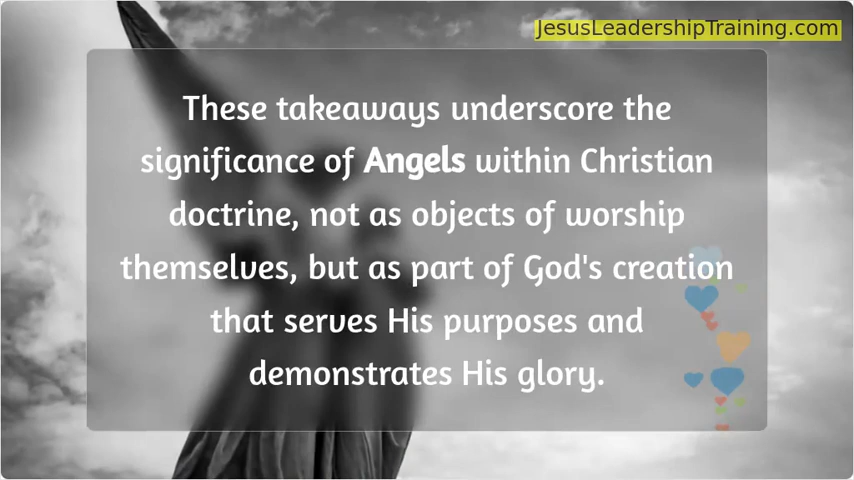 JesusLeadershipTraining.com
These takeaways underscore the
significance of Angels within Christian
doctrine, not as objects of worship
themselves, but as part of God's creation
that serves His purposes and
demonstrates His glory.